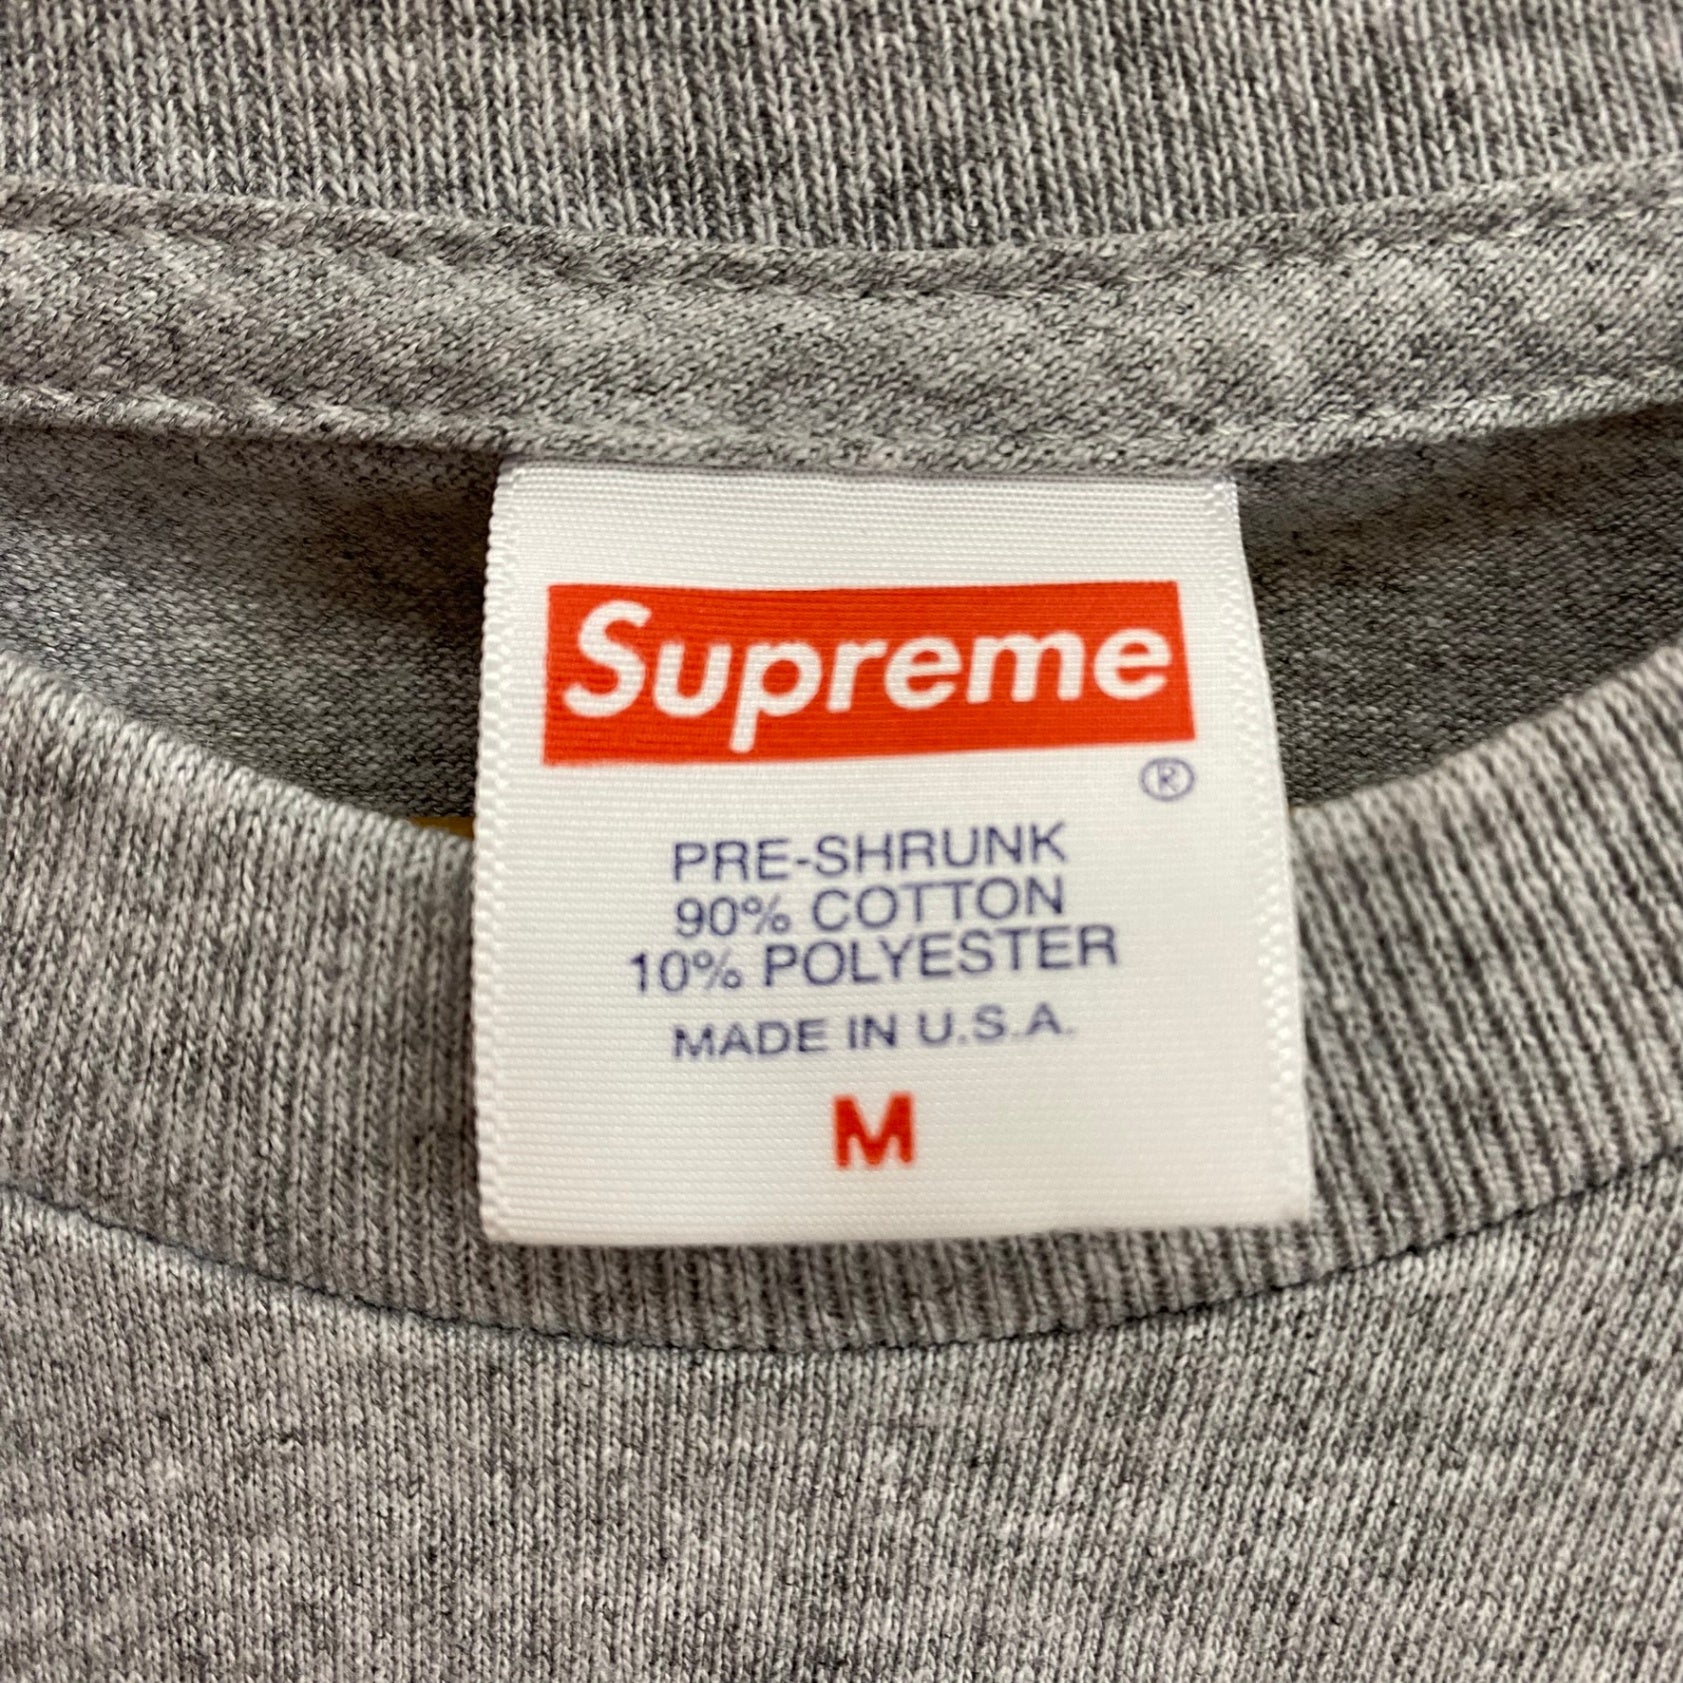 Supreme
®
PRE-SHRUNK
90% COTTON
10% POLYESTER
MADE IN U.S.A.
M